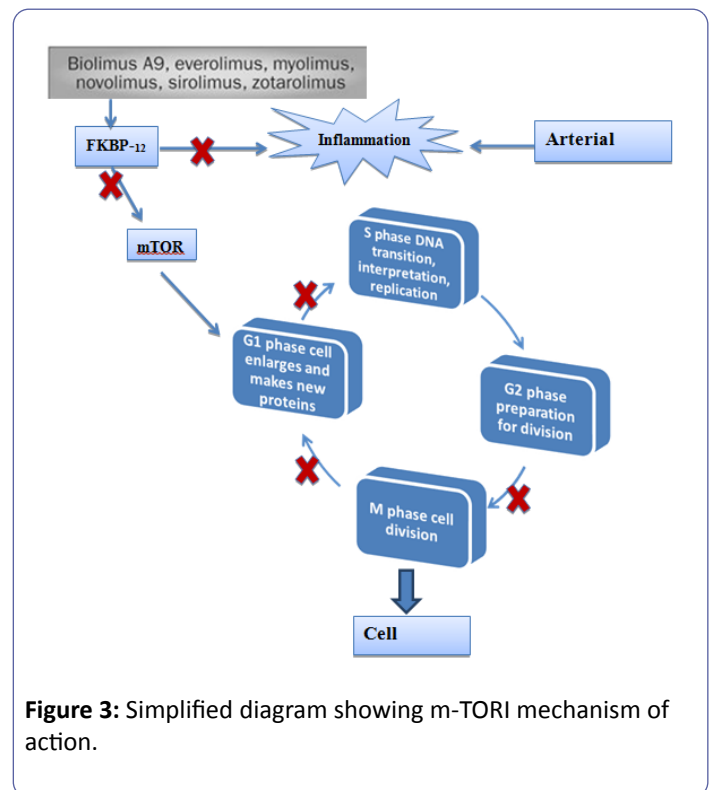 Biolimus A9, everolimus, myolimus,
novolimus, sirolimus, zotarolimus
FKBP-12
Inflammation
Arterial
mTOR
S phase DNA
transition,
interpretation,
replication
G1 phase cell
enlarges and
makes new
proteins
G2 phase
preparation
for division
M phase cell
division
Cell
Figure 3: Simplified diagram showing m-TORI mechanism of
action.